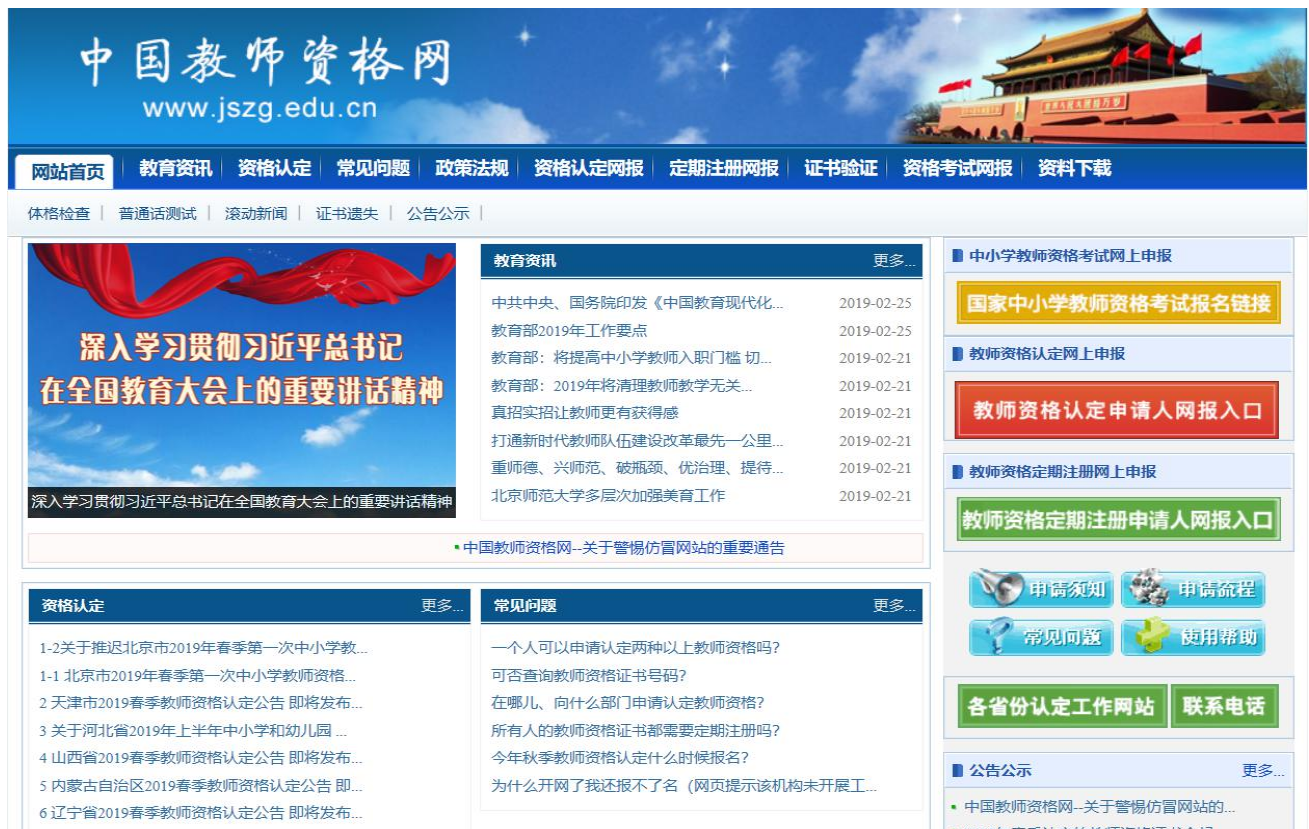 中国教师资格网
www.jszg.edu.cn
网站首页 教育资讯 资格认定 常见问题 政策法规 资格认定网报 定期注册网报 证书验证 资格考试网报 资料下载
体格检查 | 普通话测试 | 滚动新闻 | 证书遗失 | 公告公示 |
深入学习贯彻习近平总书记
在全国教育大会上的重要讲话精神
深入学习贯彻习近平总书记在全国教育大会上的重要讲话精神
教育资讯 更多...
中共中央、国务院印发《中国教育现代化... 2019-02-25
教育部2019年工作要点 2019-02-25
教育部：将提高中小学教师入职门槛 切... 2019-02-21
教育部：2019年将清理教师教学无关... 2019-02-21
真招实招让教师更有获得感 2019-02-21
打通新时代教师队伍建设改革最先一公里... 2019-02-21
重师德、兴师范、破瓶颈、优治理、提待... 2019-02-21
北京师范大学多层次加强美育工作 2019-02-21
中国教师资格网--关于警惕仿冒网站的重要通告
资格认定 更多...
1-2关于推迟北京市2019年春季第一次中小学教...
1-1 北京市2019年春季第一次中小学教师资格...
2 天津市2019春季教师资格认定公告 即将发布...
3 关于河北省2019年上半年中小学和幼儿园 ...
4 山西省2019春季教师资格认定公告 即将发布...
5 内蒙古自治区2019春季教师资格认定公告 即...
6 辽宁省2019春季教师资格认定公告 即将发布...
常见问题 更多...
一个人可以申请认定两种以上教师资格吗?
可否查询教师资格证书号码?
在哪儿、向什么部门申请认定教师资格?
所有人的教师资格证书都需要定期注册吗?
今年秋季教师资格认定什么时候报名?
为什么开网了我还报不了名（网页提示该机构未开展工...
中小学教师资格考试网上申报
国家中小学教师资格考试报名链接
教师资格认定网上申报
教师资格认定申请人网报入口
教师资格定期注册网上申报
教师资格定期注册申请人网报入口
申请须知 申请流程
常见问题 使用帮助
各省份认定工作网站 联系电话
公告公示 更多...
中国教师资格网--关于警惕仿冒网站的...